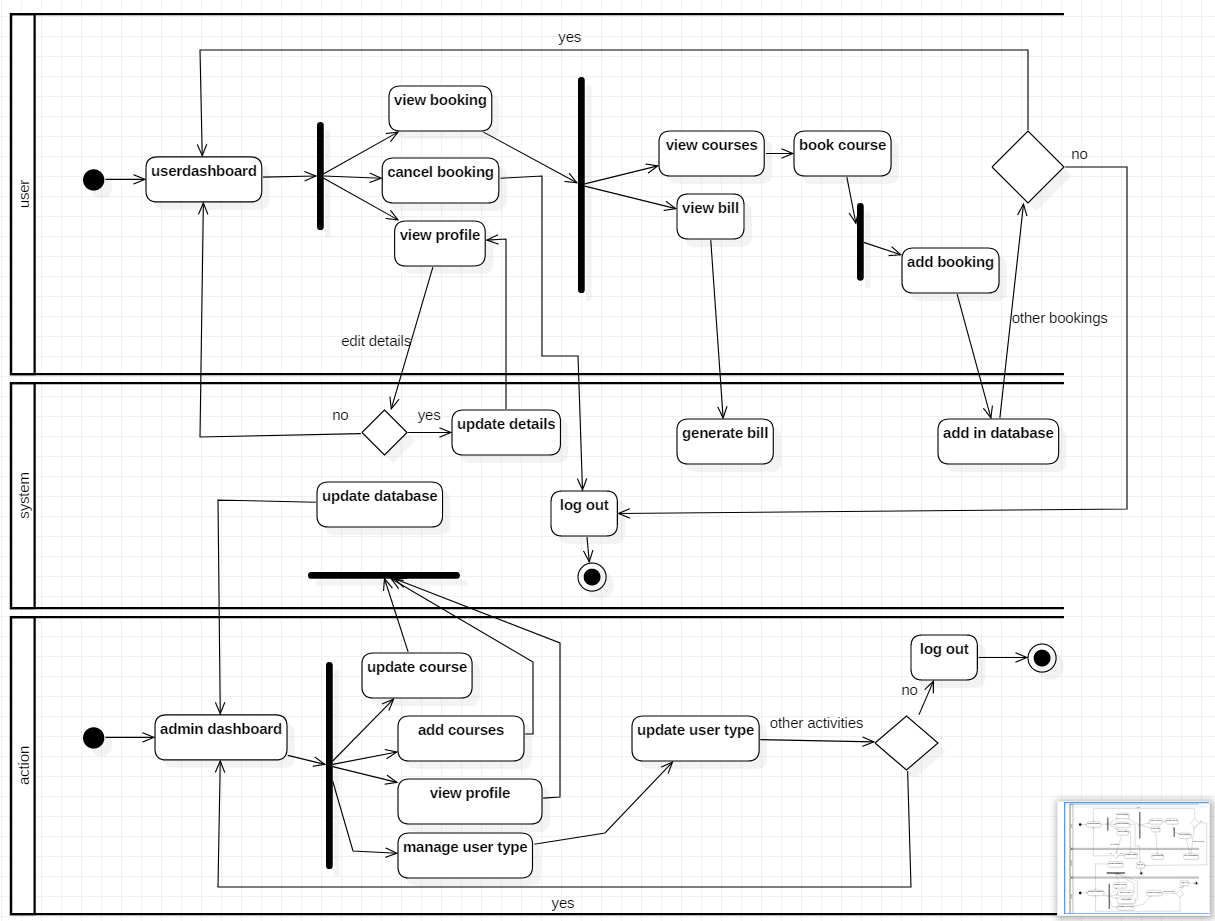 yes
view booking
view courses
book course
no
userdashboard
cancel booking
user
view bill
view profile
add booking
other bookings
edit details
no
yes
update details
generate bill
add in database
system
update database
log out
log out
update course
no
admin dashboard
add courses
update user type
other activities
action
view profile
manage user type
yes